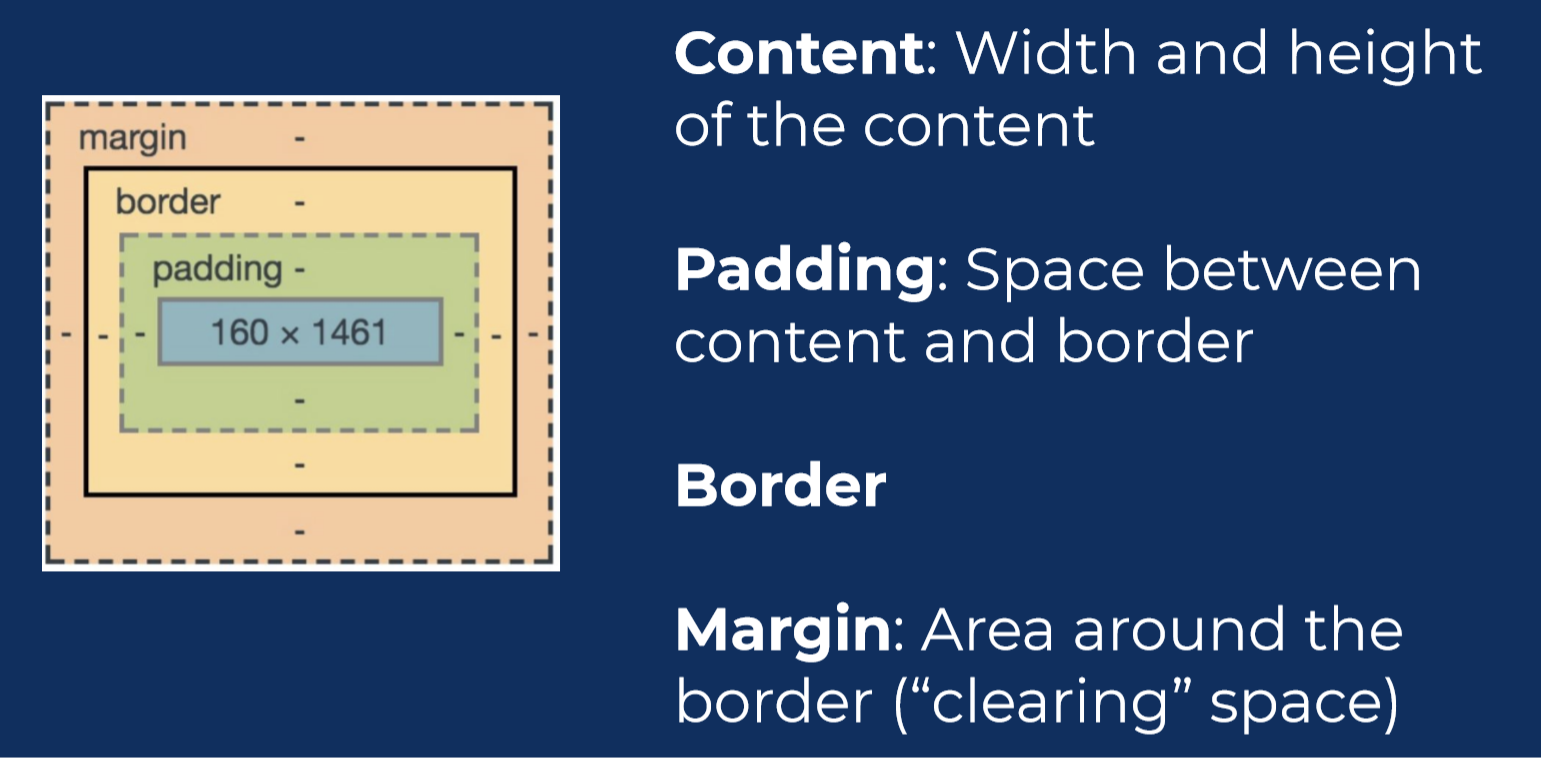 margin -
border -
padding -
- - - 160 × 1461 - - -
-
-
-
Content: Width and height
of the content
Padding: Space between
content and border
Border
Margin: Area around the
border (“clearing” space)